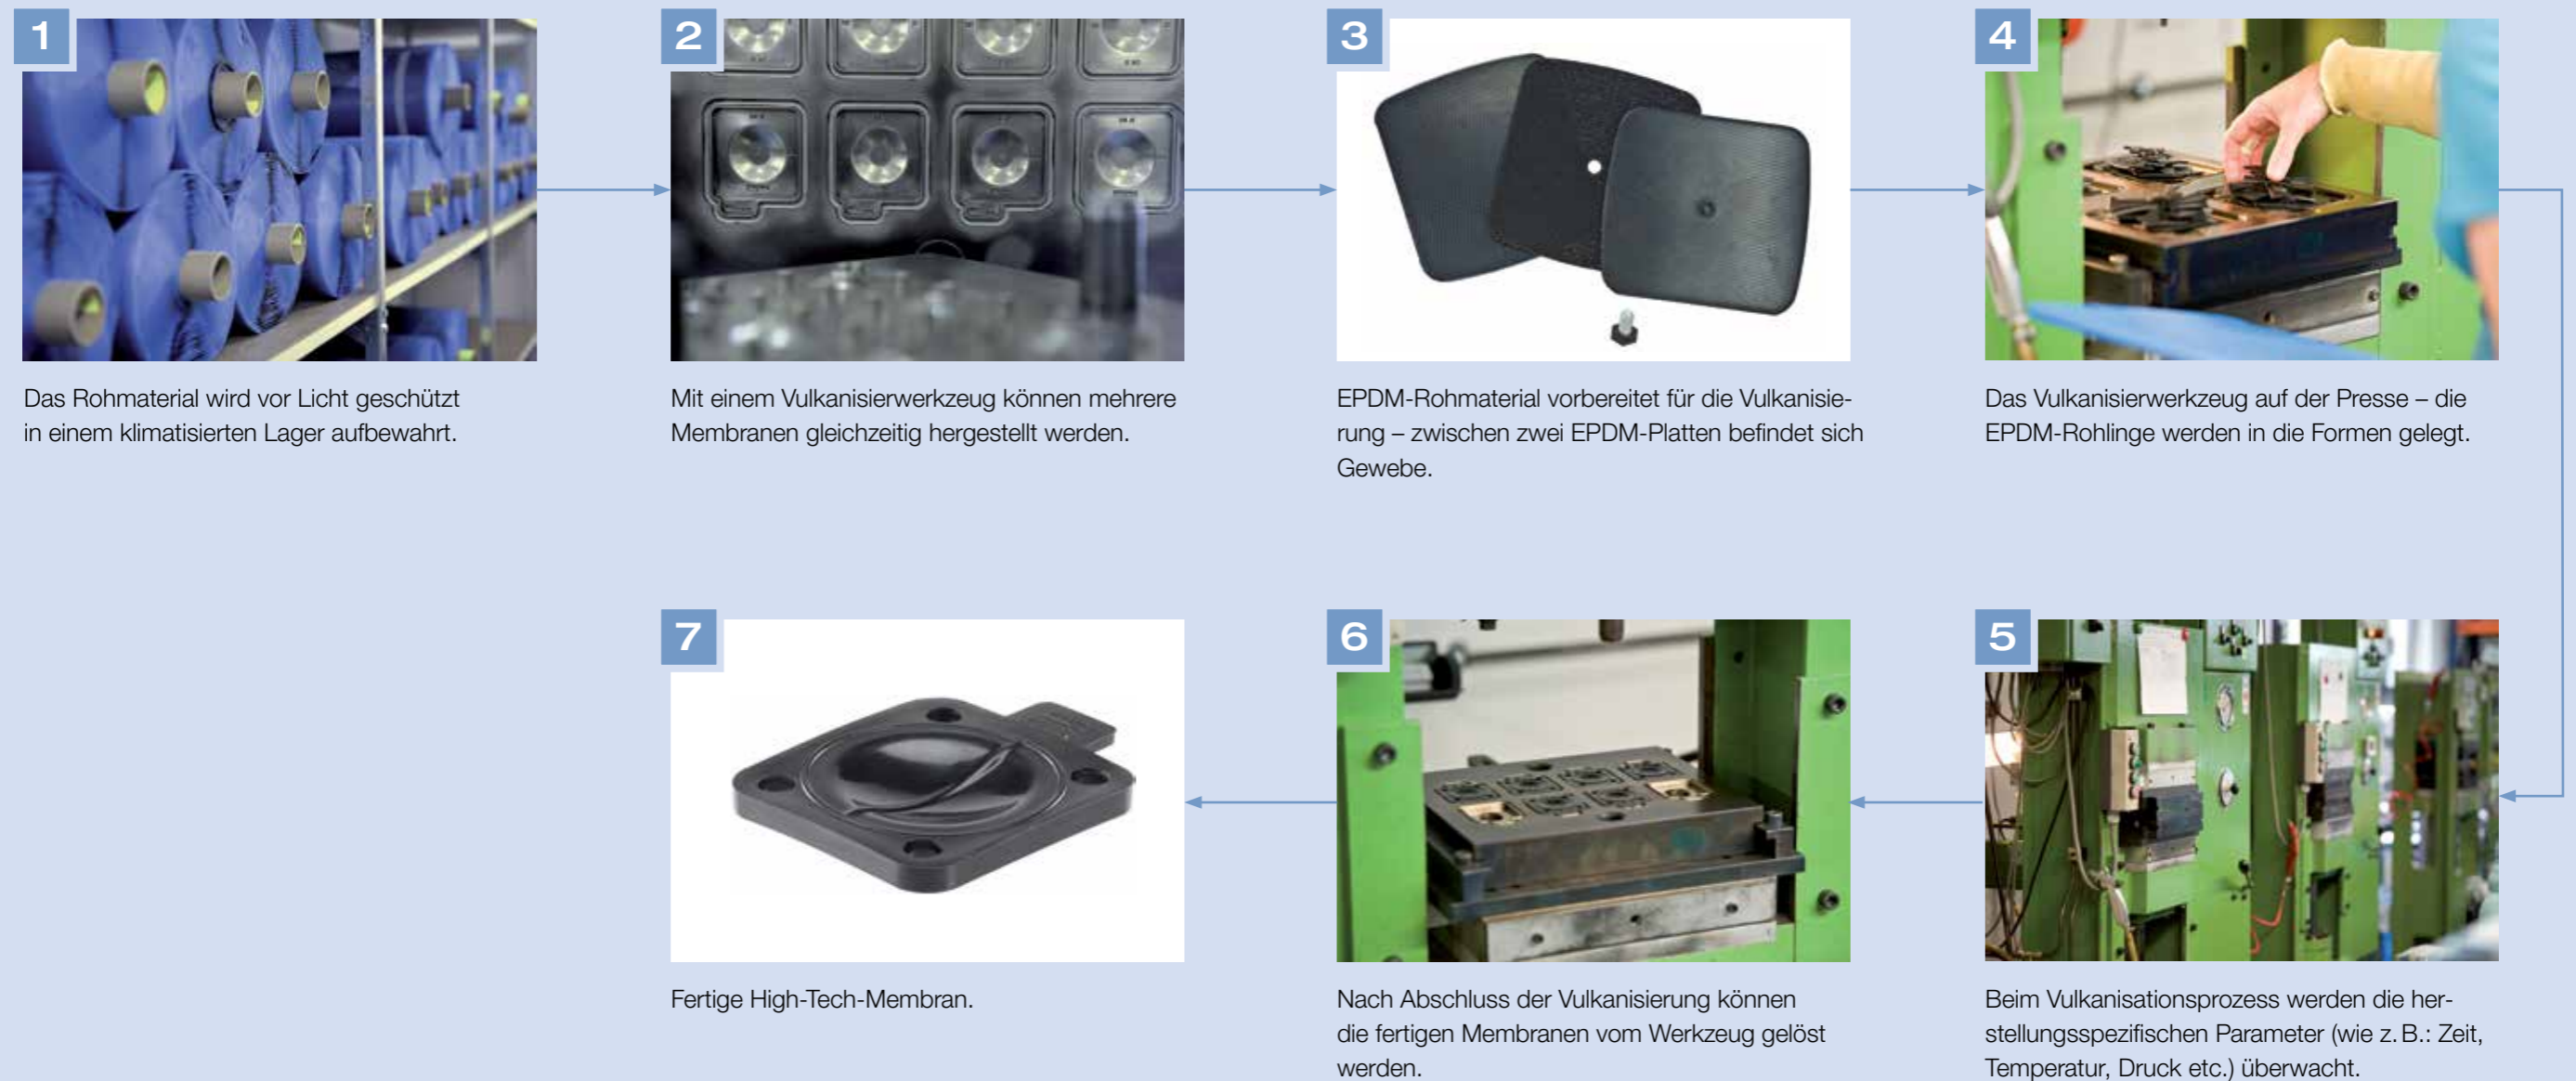 1
Das Rohmaterial wird vor Licht geschützt
in einem klimatisierten Lager aufbewahrt.
2
Mit einem Vulkanisierwerkzeug können mehrere
Membranen gleichzeitig hergestellt werden.
3
EPDM-Rohmaterial vorbereitet für die Vulkanisie-
rung – zwischen zwei EPDM-Platten befindet sich
Gewebe.
4
Das Vulkanisierwerkzeug auf der Presse – die
EPDM-Rohlinge werden in die Formen gelegt.
5
Beim Vulkanisationsprozess werden die her-
stellungsspezifischen Parameter (wie z. B.: Zeit,
Temperatur, Druck etc.) überwacht.
6
Nach Abschluss der Vulkanisierung können
die fertigen Membranen vom Werkzeug gelöst
werden.
7
Fertige High-Tech-Membran.